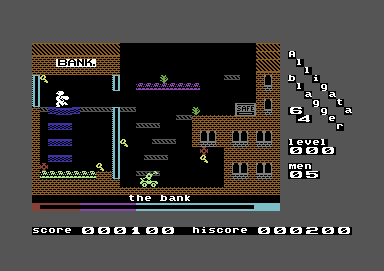 Alligata
blagger
64
BANK.
SAFE
level
000
men
05
the bank
score 000100 hiscore 000200